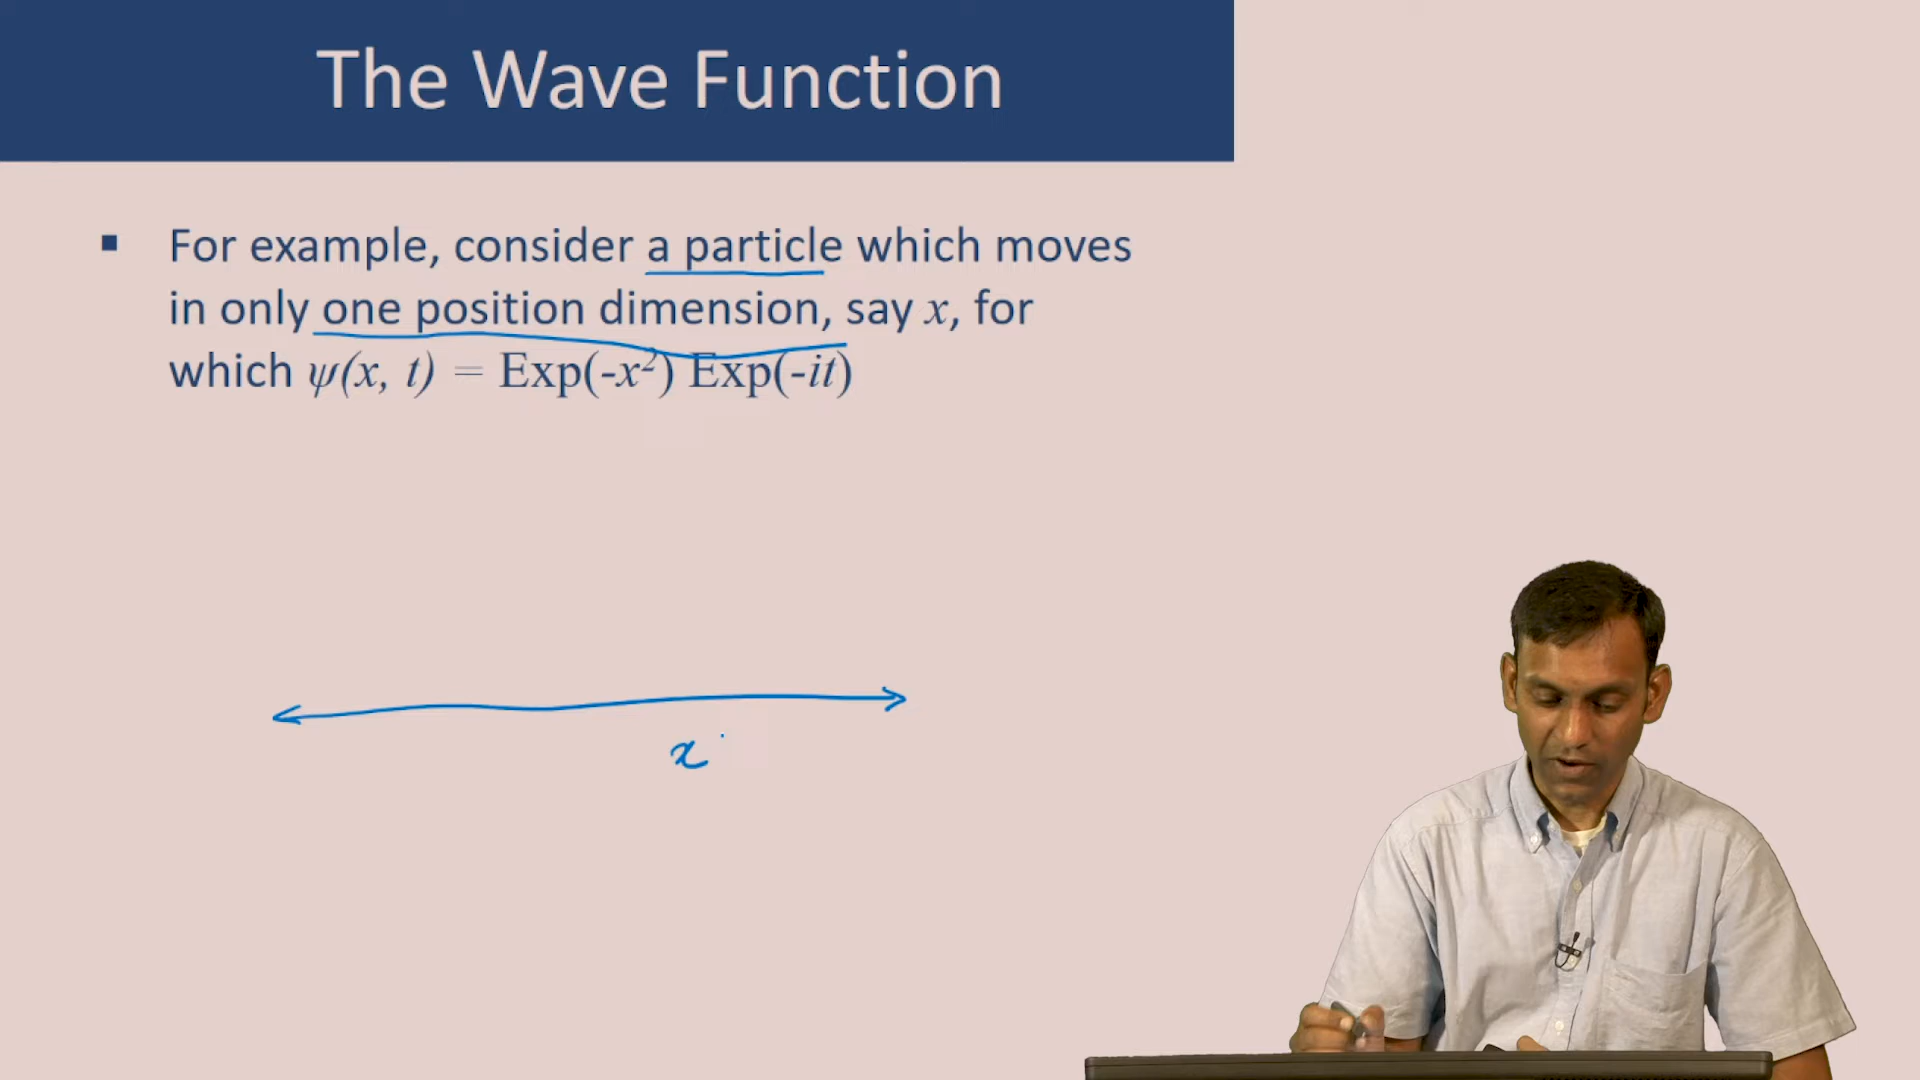 The Wave Function
▪ For example, consider a particle which moves
in only one position dimension, say x, for
which ψ(x, t) = Exp(-x²) Exp(-it)
x